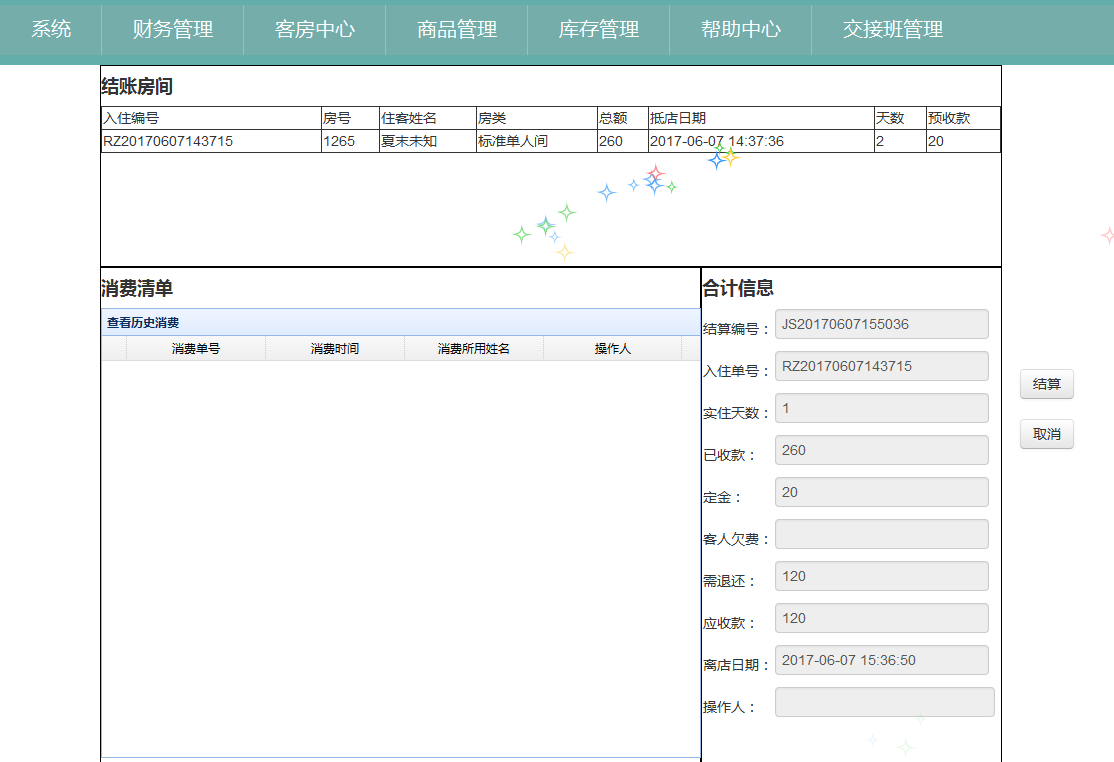 系统 财务管理 客房中心 商品管理 库存管理 帮助中心 交接班管理
结账房间
入住编号 房号 住客姓名 房类 总额 抵店日期 天数 预收款
RZ20170607143715 1265 夏末未知 标准单人间 260 2017-06-07 14:37:36 2 20
消费清单
查看历史消费
消费单号 消费时间 消费所用姓名 操作人
合计信息
结算编号： JS20170607155036
入住单号： RZ20170607143715
实住天数： 1
已收款： 260
定金： 20
客人欠费：
需退还： 120
应收款： 120
离店日期： 2017-06-07 15:36:50
操作人：
结算
取消